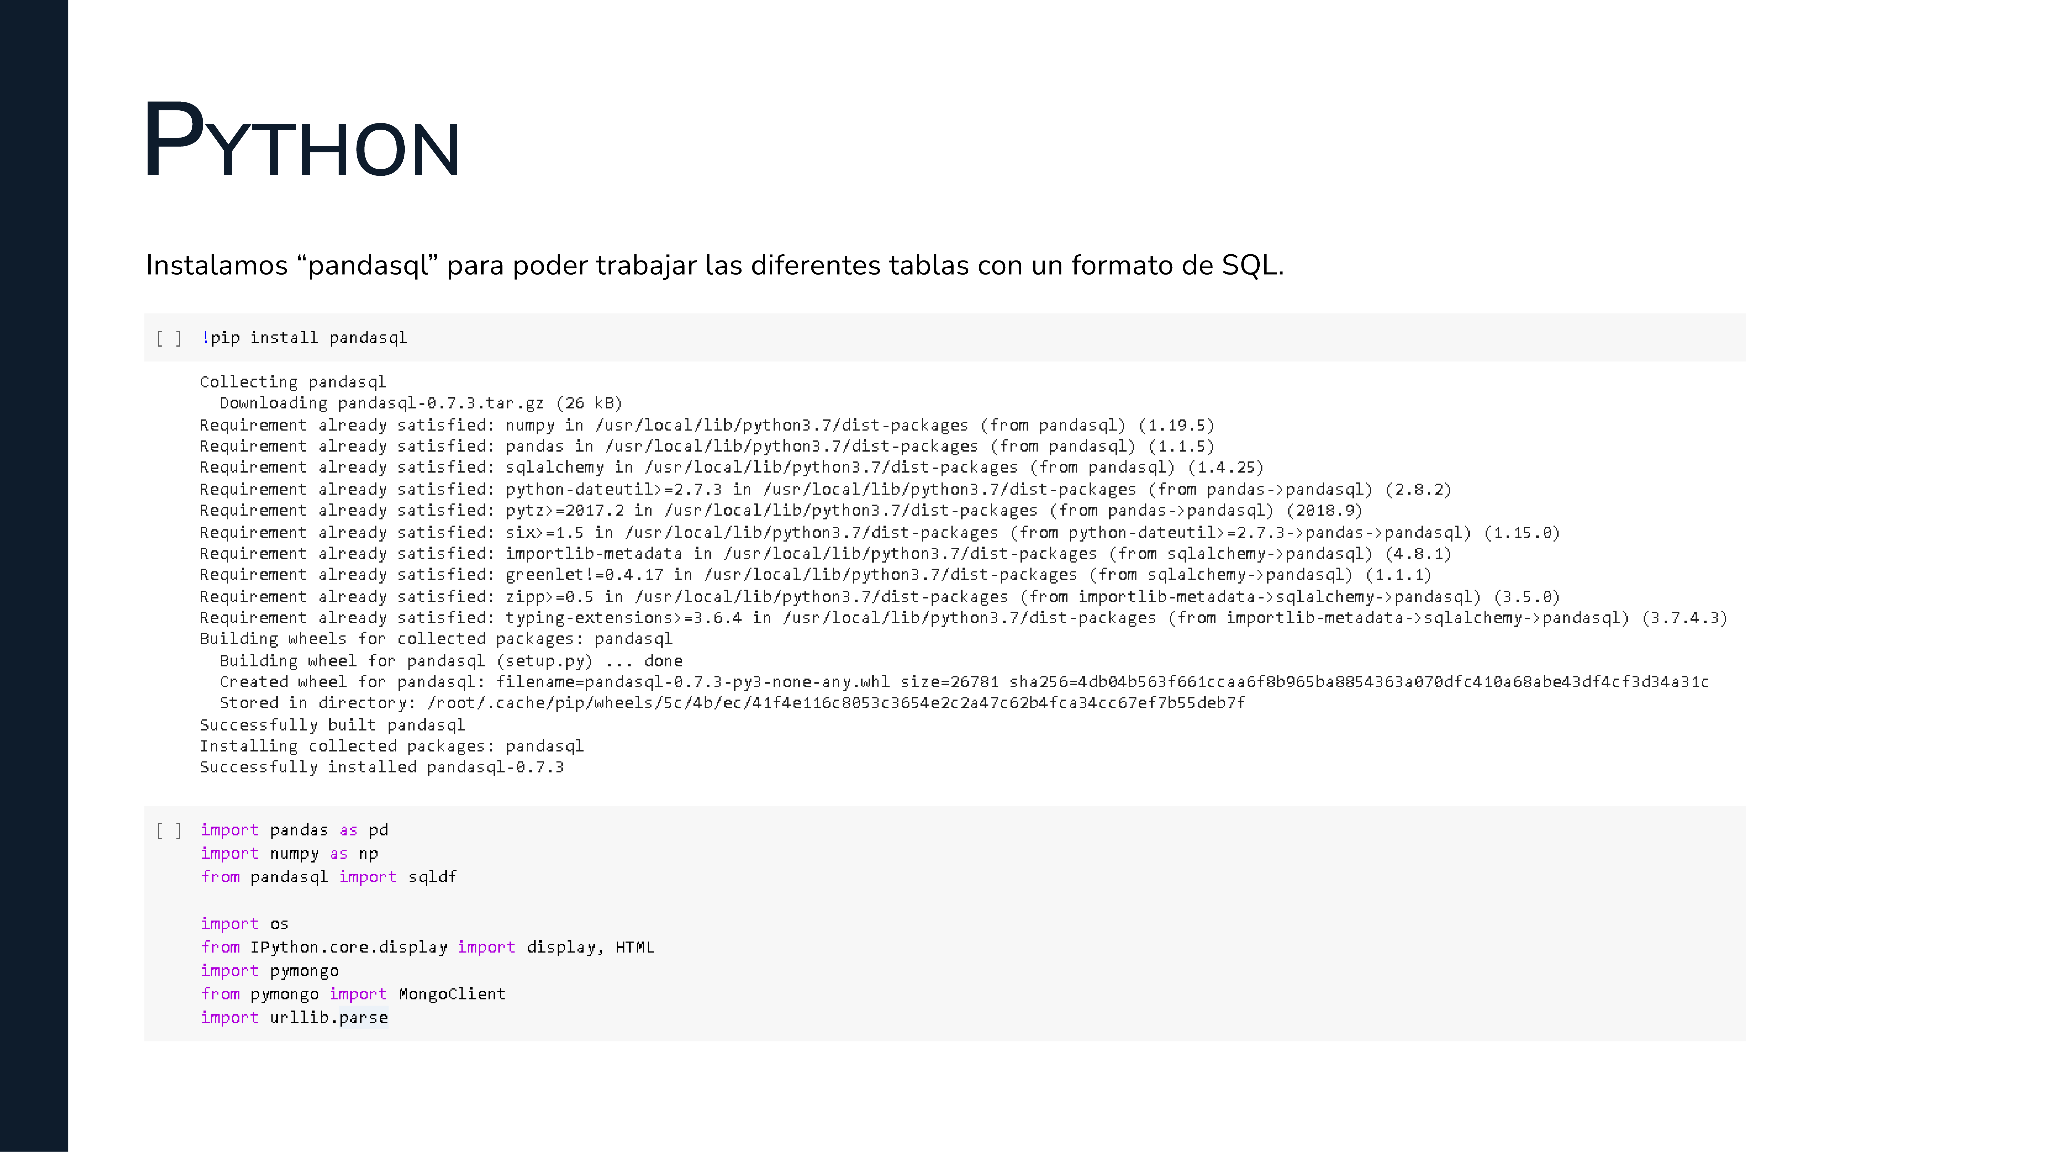 PYTHON
Instalamos “pandasql” para poder trabajar las diferentes tablas con un formato de SQL.
[ ] !pip install pandasql
Collecting pandasql
  Downloading pandasql-0.7.3.tar.gz (26 kB)
Requirement already satisfied: numpy in /usr/local/lib/python3.7/dist-packages (from pandasql) (1.19.5)
Requirement already satisfied: pandas in /usr/local/lib/python3.7/dist-packages (from pandasql) (1.1.5)
Requirement already satisfied: sqlalchemy in /usr/local/lib/python3.7/dist-packages (from pandasql) (1.4.25)
Requirement already satisfied: python-dateutil>=2.7.3 in /usr/local/lib/python3.7/dist-packages (from pandas->pandasql) (2.8.2)
Requirement already satisfied: pytz>=2017.2 in /usr/local/lib/python3.7/dist-packages (from pandas->pandasql) (2018.9)
Requirement already satisfied: six>=1.5 in /usr/local/lib/python3.7/dist-packages (from python-dateutil>=2.7.3->pandas->pandasql) (1.15.0)
Requirement already satisfied: importlib-metadata in /usr/local/lib/python3.7/dist-packages (from sqlalchemy->pandasql) (4.8.1)
Requirement already satisfied: greenlet!=0.4.17 in /usr/local/lib/python3.7/dist-packages (from sqlalchemy->pandasql) (1.1.1)
Requirement already satisfied: zipp>=0.5 in /usr/local/lib/python3.7/dist-packages (from importlib-metadata->sqlalchemy->pandasql) (3.5.0)
Requirement already satisfied: typing-extensions>=3.6.4 in /usr/local/lib/python3.7/dist-packages (from importlib-metadata->sqlalchemy->pandasql) (3.7.4.3)
Building wheels for collected packages: pandasql
  Building wheel for pandasql (setup.py) ... done
  Created wheel for pandasql: filename=pandasql-0.7.3-py3-none-any.whl size=26781 sha256=4db04b563f661ccaa6f8b965ba8854363a070dfc410a68abe43df4cf3d34a31c
  Stored in directory: /root/.cache/pip/wheels/5c/4b/ec/41f4e116c8053c3654e2c2a47c62b4fca34cc67ef7b55deb7f
Successfully built pandasql
Installing collected packages: pandasql
Successfully installed pandasql-0.7.3
[ ] import pandas as pd
import numpy as np
from pandasql import sqldf
import os
from IPython.core.display import display, HTML
import pymongo
from pymongo import MongoClient
import urllib.parse